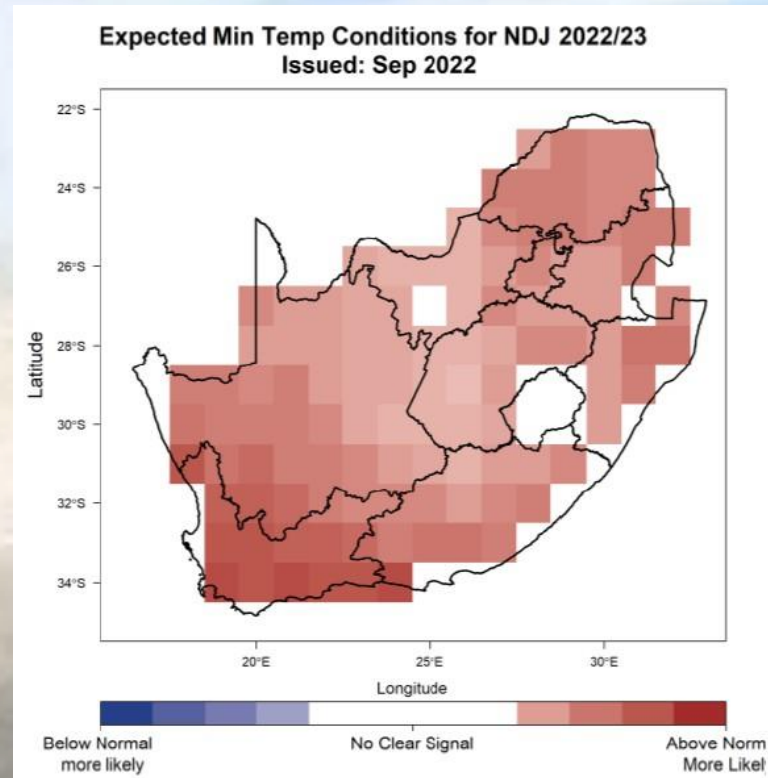 Expected Min Temp Conditions for NDJ 2022/23
Issued: Sep 2022
22°S
24°S
26°S
28°S
30°S
32°S
34°S
Latitude
20°E 25°E 30°E
Longitude
Below Normal No Clear Signal Above Norm
more likely More Likel